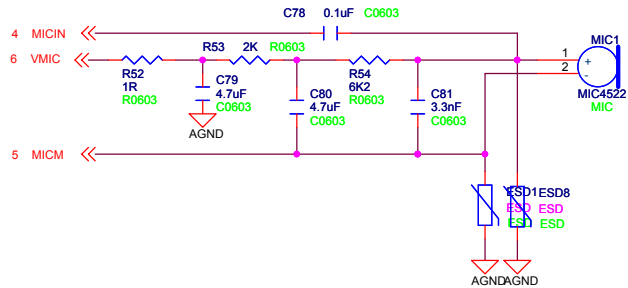 C78 0.1uF C0603
4 MICIN
MIC1
6 VMIC R53 2K R0603
1
2
+
-
R52
1R
R0603
C79
4.7uF
C0603
AGND
C80
4.7uF
C0603
R54
6K2
R0603
C81
3.3nF
C0603
MIC4522
MIC
5 MICM
ESD1 ESD8
ESD ESD
ESD ESD
AGND AGND